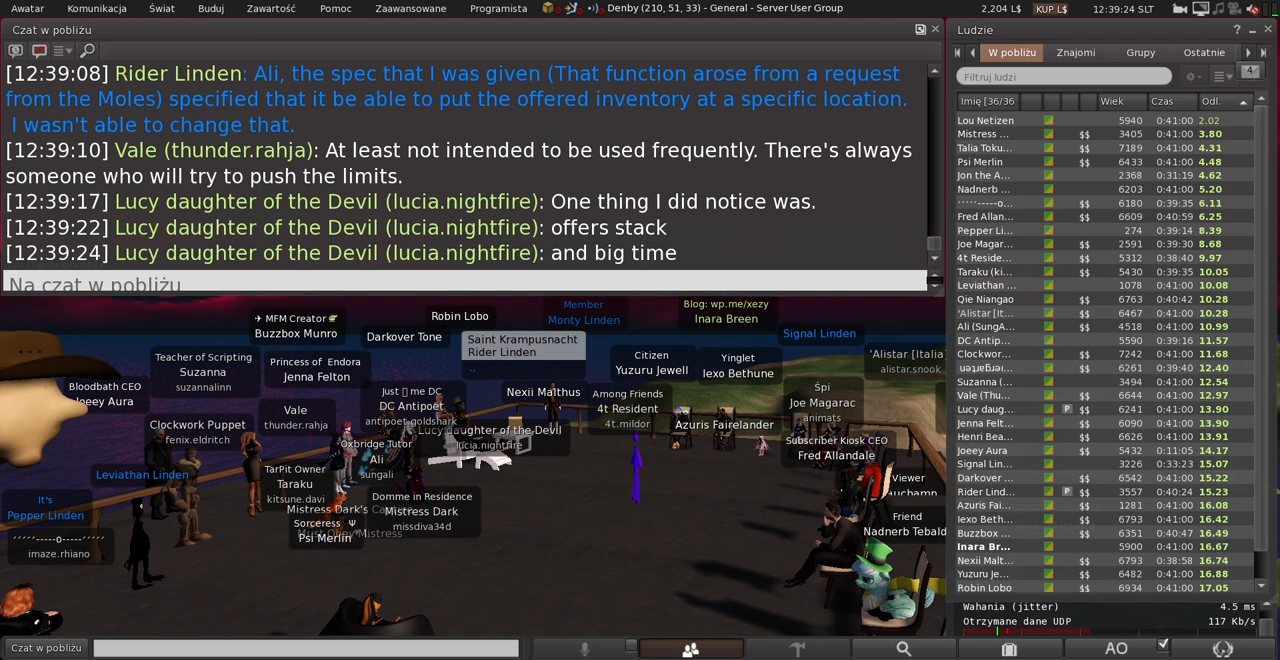 Awatar Komunikacja Świat Buduj Zawartość Pomoc Zaawansowane Programista Denby (210, 51, 33) - General - Server User Group 2,204 L$ KUP L$ 12:39:24 SLT
Czat w pobliżu
[12:39:08] Rider Linden: Ali, the spec that I was given (That function arose from a request
from the Moles) specified that it be able to put the offered inventory at a specific location.
I wasn't able to change that.
[12:39:10] Vale (thunder.rahja): At least not intended to be used frequently. There's always
someone who will try to push the limits.
[12:39:17] Lucy daughter of the Devil (lucia.nightfire): One thing I did notice was.
[12:39:22] Lucy daughter of the Devil (lucia.nightfire): offers stack
[12:39:24] Lucy daughter of the Devil (lucia.nightfire): and big time
Na czat w pobliżu
Member
Monty Linden
Blog: wp.me/xezy
Inara Breen
MFM Creator
Buzzbox Munro
Robin Lobo
Darkover Tone
Saint Krampusnacht
Rider Linden
..
Signal Linden
Teacher of Scripting
Suzanna
suzannalinn
Princess of Endora
Jenna Felton
Citizen
Yuzuru Jewell
Yinglet
Iexo Bethune
'Alistar [Italia]
alistar.snook
Bloodbath CEO
Joeey Aura
Just me DC
DC Antipoet
antipoet.goldshark
Nexii Malthus
Among Friends
4t Resident
4t.mildor
Śpi
Joe Magarac
animats
Vale
thunder.rahja
Clockwork Puppet
fenix.eldritch
Lucy daughter of the Devil
lucia.nightfire
Azuris Fairelander
Oxbridge Tutor
Ali
sungali
Subscriber Kiosk CEO
Fred Allandale
Leviathan Linden
TarPit Owner
Taraku
kitsune.davi
Viewer
It's
Pepper Linden
Domme in Residence
Mistress Dark
missdiva34d
Mistress Dark's
Sorceress Ψ
Psi Merlin
Mistress
Friend
Nadnerb Tebald
'''''-----o-----'''''
imaze.rhiano
Ludzie
W pobliżu Znajomi Grupy Ostatnie
Filtruj ludzi 4
Imię [36/36 Wiek Czas Odl.
Lou Netizen 5940 0:41:00 2.02
Mistress ... $$ 3405 0:41:00 3.80
Talia Toku... $$ 7189 0:41:00 4.31
Psi Merlin $$ 6433 0:41:00 4.48
Jon the A... 2368 0:31:19 4.62
Nadnerb ... 6203 0:41:00 5.20
'''''-----o... $$ 6180 0:39:35 6.11
Fred Allan... $$ 6609 0:40:59 6.25
Pepper Li... 274 0:39:14 8.39
Joe Magar... $$ 2591 0:39:30 8.68
4t Reside... $$ 5312 0:38:40 9.97
Taraku (ki... $$ 5430 0:39:35 10.05
Leviathan ... 1078 0:41:00 10.08
Qie Niangao $$ 6763 0:40:42 10.28
'Alistar [It... $$ 6467 0:41:00 10.28
Ali (SungA... $$ 4518 0:41:00 10.99
DC Antip... 5590 0:39:16 11.57
Clockwor... $$ 7242 0:41:00 11.68
$$ 6261 0:39:40 12.40
Suzanna (... 3494 0:41:00 12.54
Vale (Thu... $$ 6644 0:41:00 12.97
Lucy daug... P $$ 6241 0:41:00 13.90
Jenna Felt... $$ 6090 0:41:00 13.90
Henri Bea... $$ 6626 0:41:00 13.91
Joeey Aura $$ 5432 0:11:05 14.17
Signal Lin... 3226 0:33:23 15.07
Darkover ... $$ 6542 0:41:00 15.22
Rider Lind... P $$ 3557 0:40:24 15.23
Azuris Fai... $$ 1281 0:41:00 16.08
Iexo Beth... $$ 6793 0:41:00 16.42
Buzzbox ... $$ 6351 0:40:47 16.49
Inara Br... 5900 0:41:00 16.67
Nexii Malt... $$ 6793 0:38:58 16.74
Yuzuru Je... $$ 6482 0:41:00 16.88
Robin Lobo $$ 6934 0:41:00 17.05
Wahania (jitter) 4.5 ms
Otrzymane dane UDP 117 Kb/s
Czat w pobliżu AO